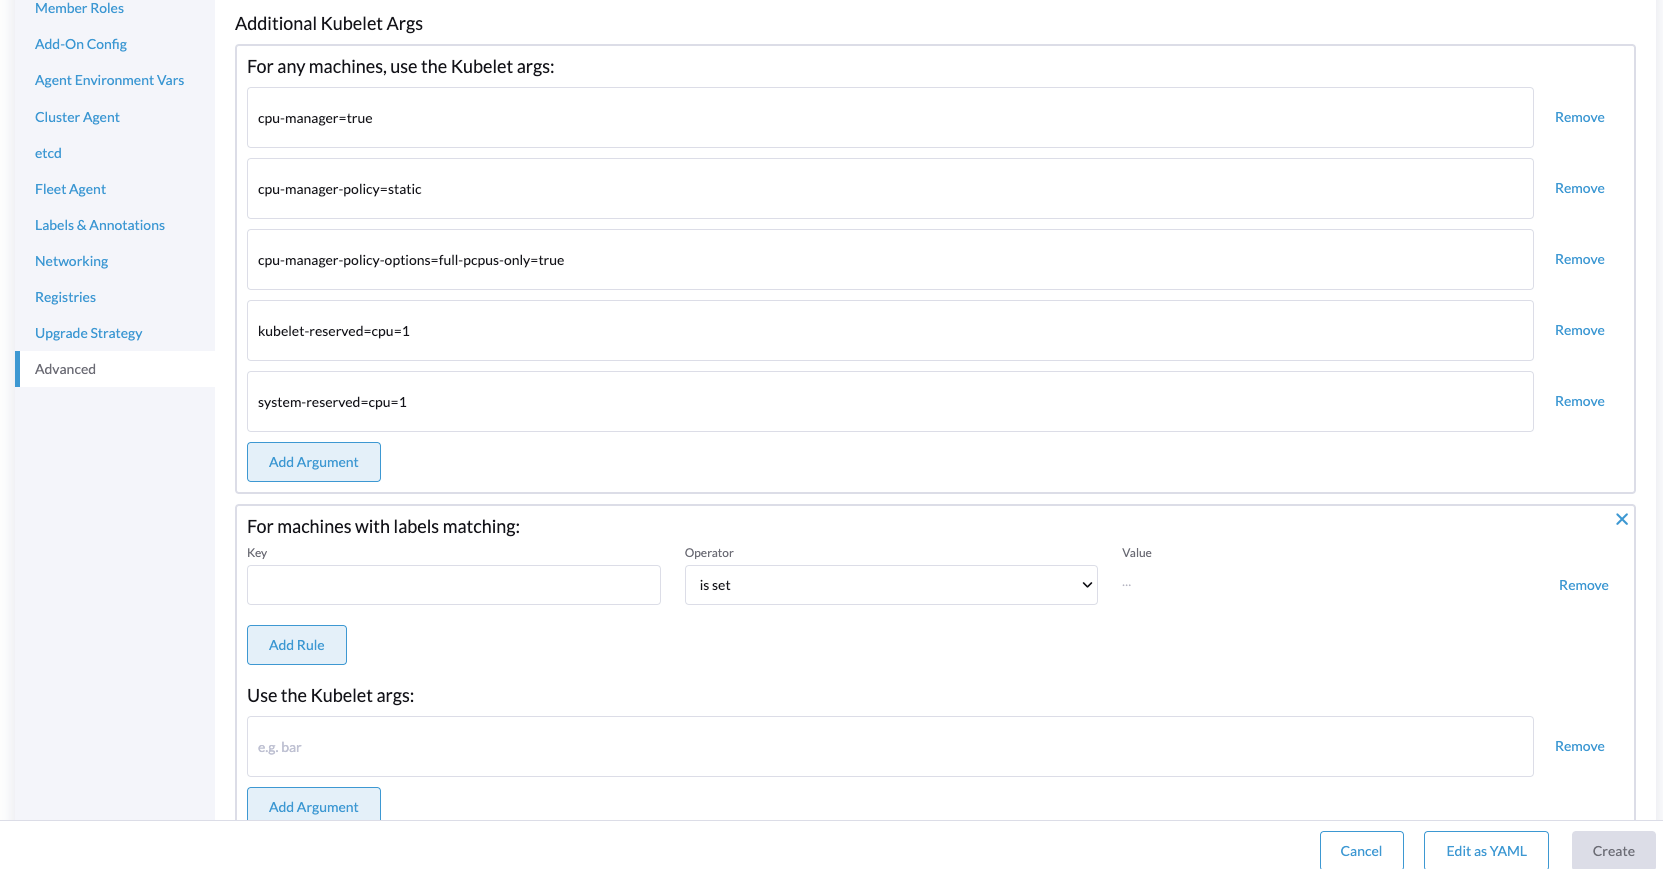 Member Roles
Add-On Config
Agent Environment Vars
Cluster Agent
etcd
Fleet Agent
Labels & Annotations
Networking
Registries
Upgrade Strategy
Advanced
Additional Kubelet Args
For any machines, use the Kubelet args:
cpu-manager=true Remove
cpu-manager-policy=static Remove
cpu-manager-policy-options=full-pcpus-only=true Remove
kubelet-reserved=cpu=1 Remove
system-reserved=cpu=1 Remove
Add Argument
For machines with labels matching:
Key Operator Value
is set ... Remove
Add Rule
Use the Kubelet args:
e.g. bar Remove
Add Argument
Cancel Edit as YAML Create